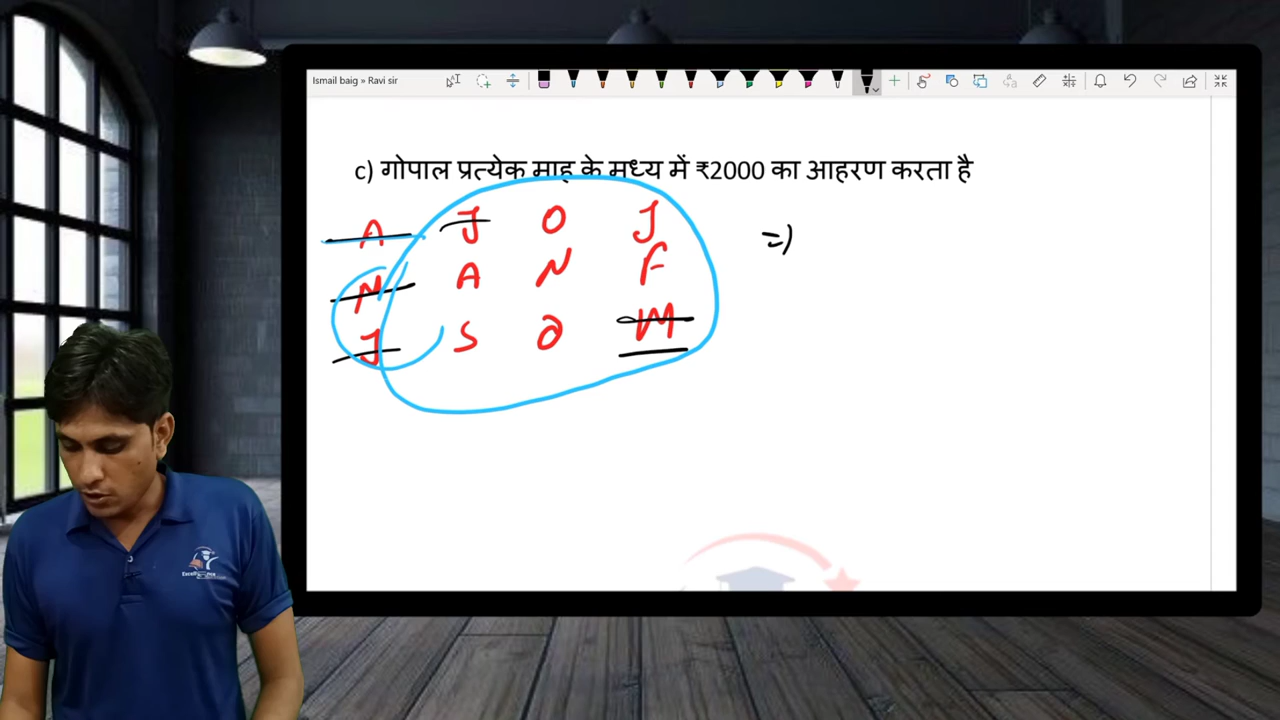 Ismail baig » Ravi sir
c) गोपाल प्रत्येक माह के मध्य में ₹2000 का आहरण करता है
A J O J =)
M A N F
J S D M